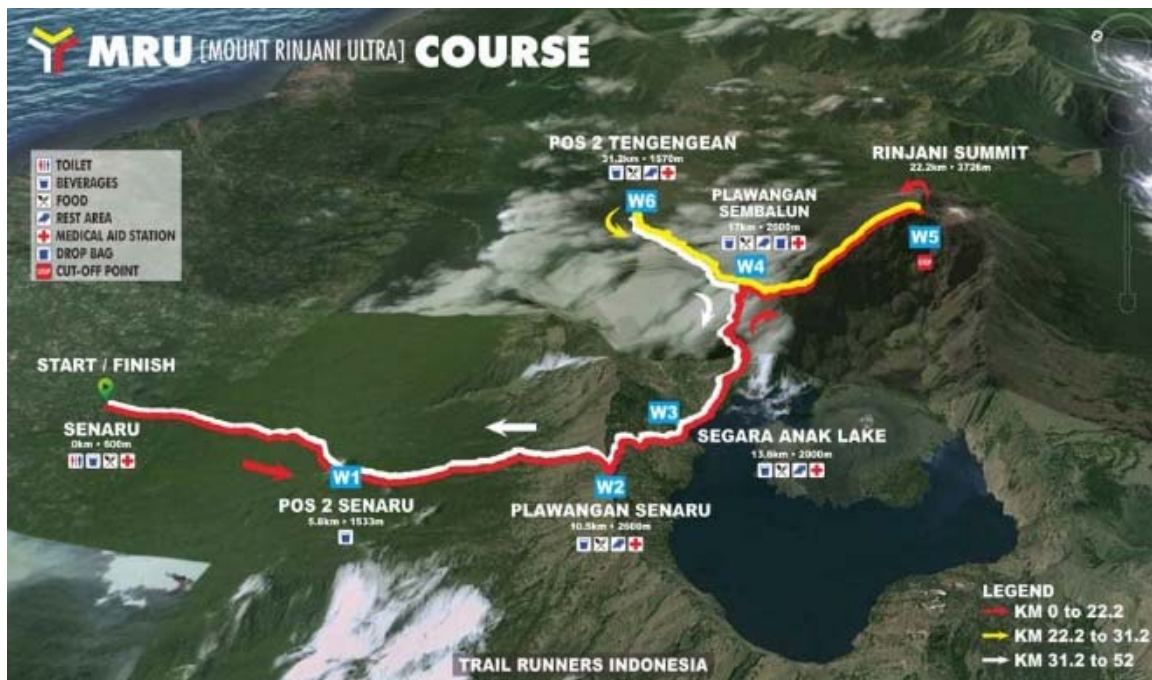 MRU [MOUNT RINJANI ULTRA] COURSE
TOILET
BEVERAGES
FOOD
REST AREA
MEDICAL AID STATION
DROP BAG
CUT-OFF POINT
POS 2 TENGENGEAN
31.2km • 1570m
W6
PLAWANGAN
SEMBALUN
17km • 2600m
W4
RINJANI SUMMIT
22.2km • 3726m
W5
STOP
START / FINISH
SENARU
0km • 600m
W1
POS 2 SENARU
5.8km • 1533m
W2
PLAWANGAN SENARU
10.5km • 2600m
W3
SEGARA ANAK LAKE
13.6km • 2000m
LEGEND
KM 0 to 22.2
KM 22.2 to 31.2
KM 31.2 to 52
TRAIL RUNNERS INDONESIA